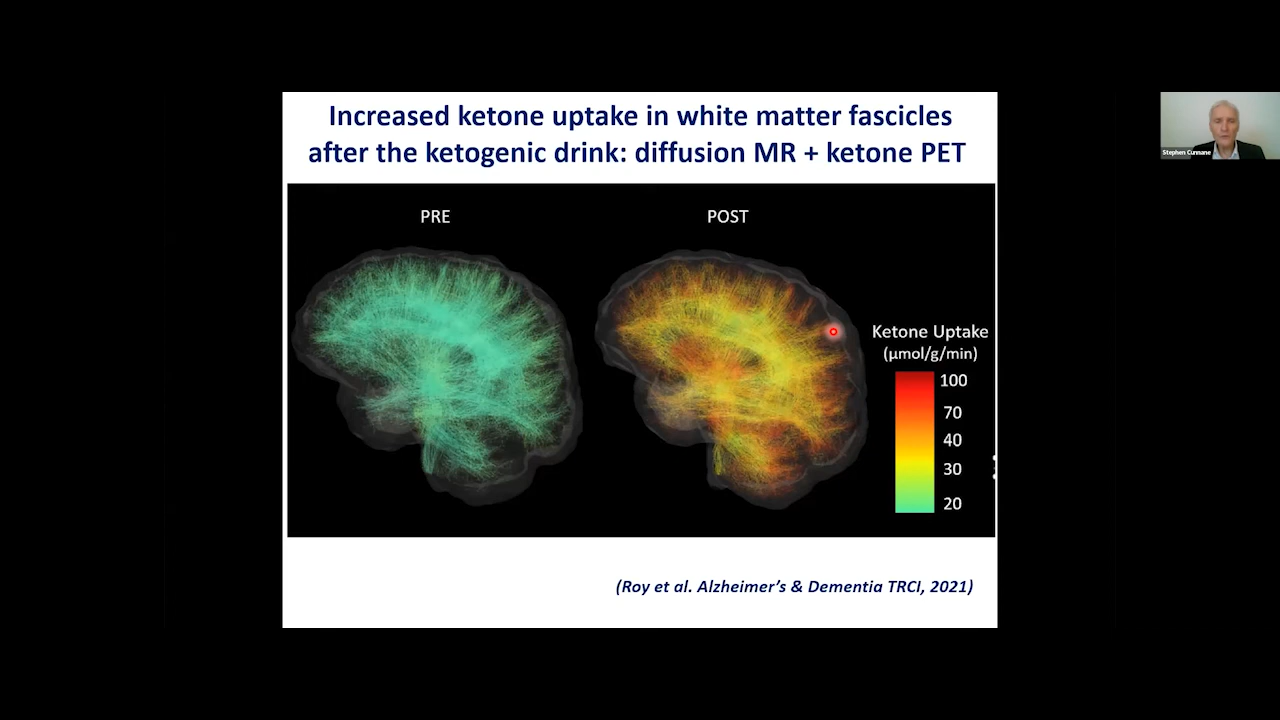 Increased ketone uptake in white matter fascicles
after the ketogenic drink: diffusion MR + ketone PET
PRE
POST
Ketone Uptake
(μmol/g/min)
100
70
40
30
20
(Roy et al. Alzheimer's & Dementia TRCI, 2021)
Stephen Cunnane